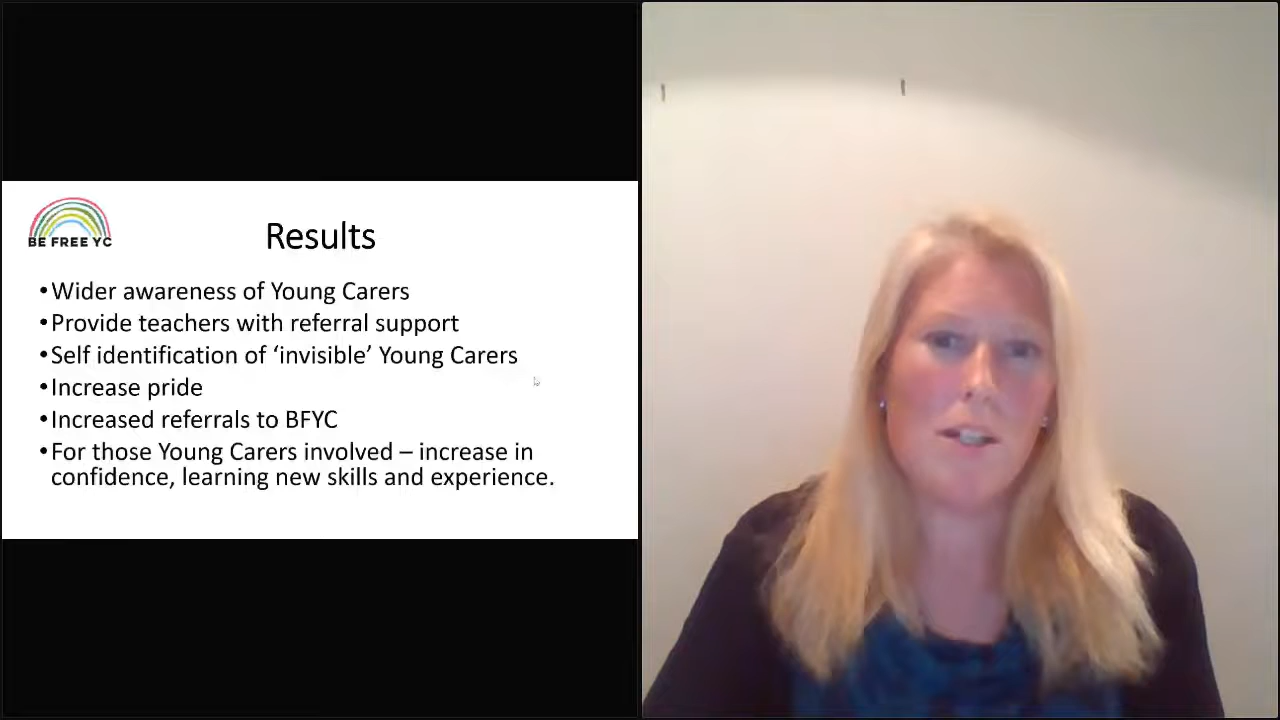 BE FREE YC
Results
•Wider awareness of Young Carers
•Provide teachers with referral support
•Self identification of ‘invisible’ Young Carers
•Increase pride
•Increased referrals to BFYC
•For those Young Carers involved – increase in
confidence, learning new skills and experience.